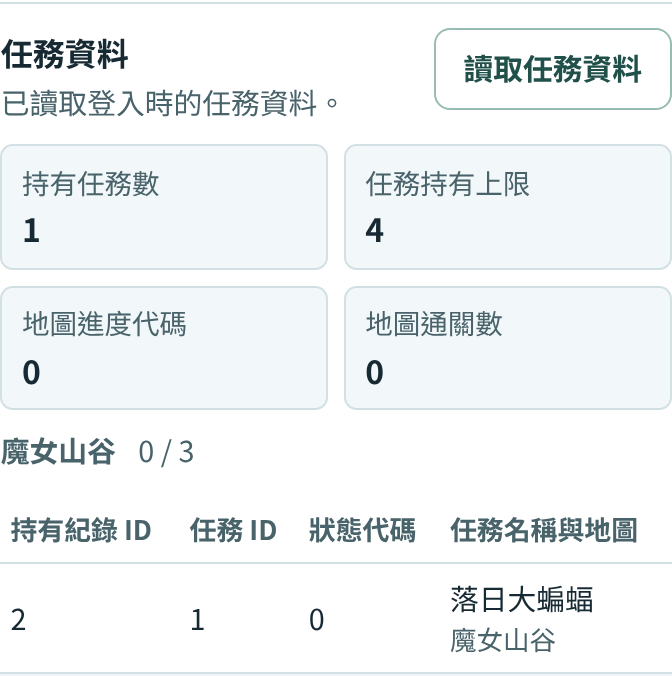 任務資料
讀取任務資料
已讀取登入時的任務資料。
持有任務數
1
任務持有上限
4
地圖進度代碼
0
地圖通關數
0
魔女山谷 0 / 3
持有紀錄 ID 任務 ID 狀態代碼 任務名稱與地圖
2 1 0 落日大蝙蝠
魔女山谷